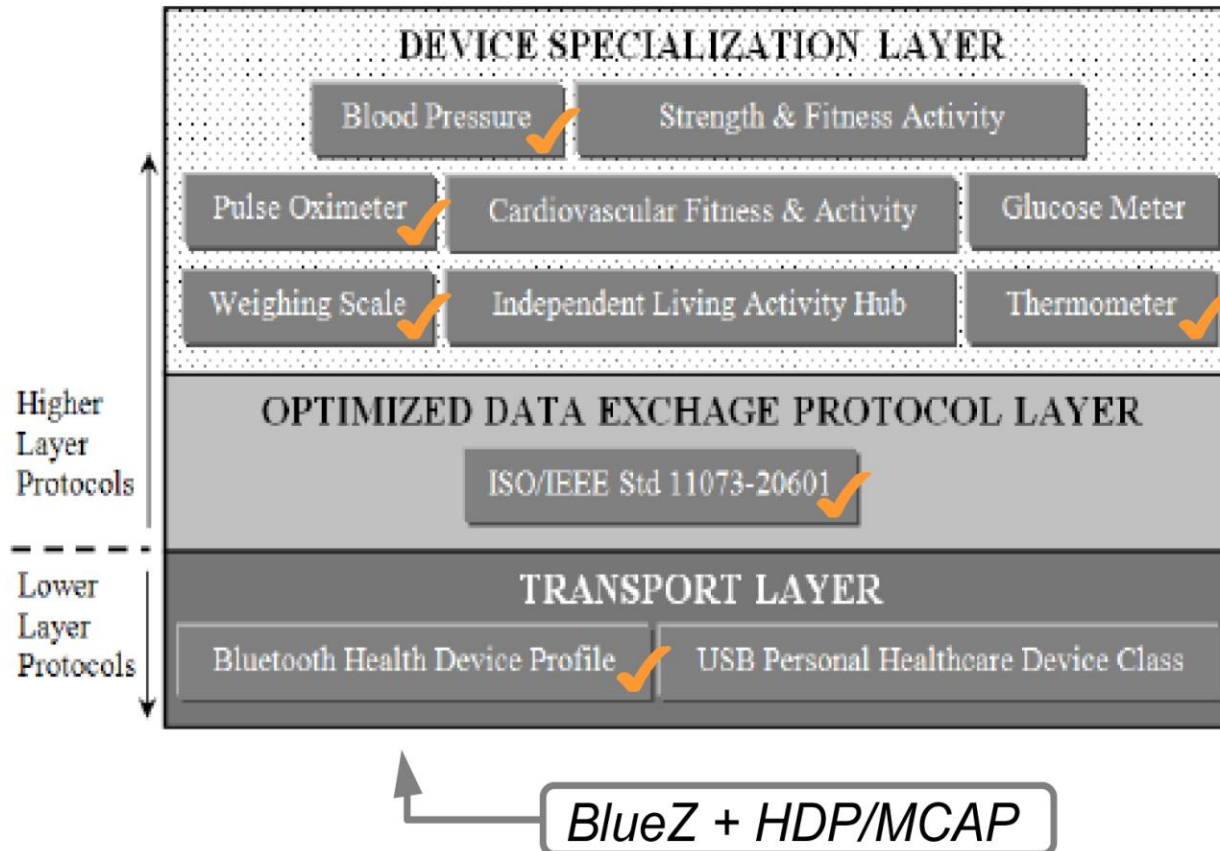 DEVICE SPECIALIZATION LAYER
Blood Pressure
Strength & Fitness Activity
Pulse Oximeter
Cardiovascular Fitness & Activity
Glucose Meter
Weighing Scale
Independent Living Activity Hub
Thermometer
Higher
Layer
Protocols
OPTIMIZED DATA EXCHAGE PROTOCOL LAYER
ISO/IEEE Std 11073-20601
Lower
Layer
Protocols
TRANSPORT LAYER
Bluetooth Health Device Profile
USB Personal Healthcare Device Class
BlueZ + HDP/MCAP